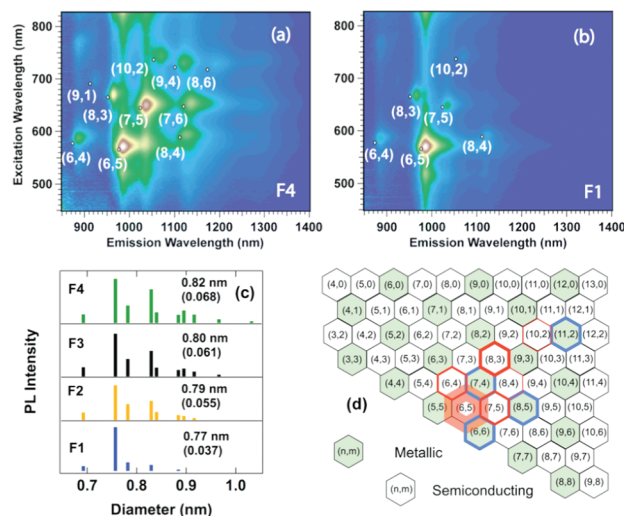 (a)
Excitation Wavelength (nm)
800
700
600
500
(10,2)
(9,4)
(8,6)
(9,1)
(8,3)
(7,5)
(7,6)
(6,4)
(6,5)
(8,4)
F4
900 1000 1100 1200 1300 1400
Emission Wavelength (nm)
(b)
800
700
600
500
(10,2)
(8,3)
(7,5)
(6,4)
(6,5)
(8,4)
F1
900 1000 1100 1200 1300 1400
Emission Wavelength (nm)
(c)
PL Intensity
F4
0.82 nm
(0.068)
F3
0.80 nm
(0.061)
F2
0.79 nm
(0.055)
F1
0.77 nm
(0.037)
0.7 0.8 0.9 1.0
Diameter (nm)
(4,0) (5,0) (6,0) (7,0) (8,0) (9,0) (10,0) (11,0) (12,0) (13,0)
(4,1) (5,1) (6,1) (7,1) (8,1) (9,1) (10,1) (11,1) (12,1)
(3,2) (4,2) (5,2) (6,2) (7,2) (8,2) (9,2) (10,2) (11,2) (12,2)
(3,3) (4,3) (5,3) (6,3) (7,3) (8,3) (9,3) (10,3) (11,3)
(4,4) (5,4) (6,4) (7,4) (8,4) (9,4) (10,4) (11,4)
(d)
(5,5) (6,5) (7,5) (8,5) (9,5) (10,5)
(6,6) (7,6) (8,6) (9,6) (10,6)
(7,7) (8,7) (9,7)
(8,8) (9,8)
(n,m) Metallic
(n,m) Semiconducting